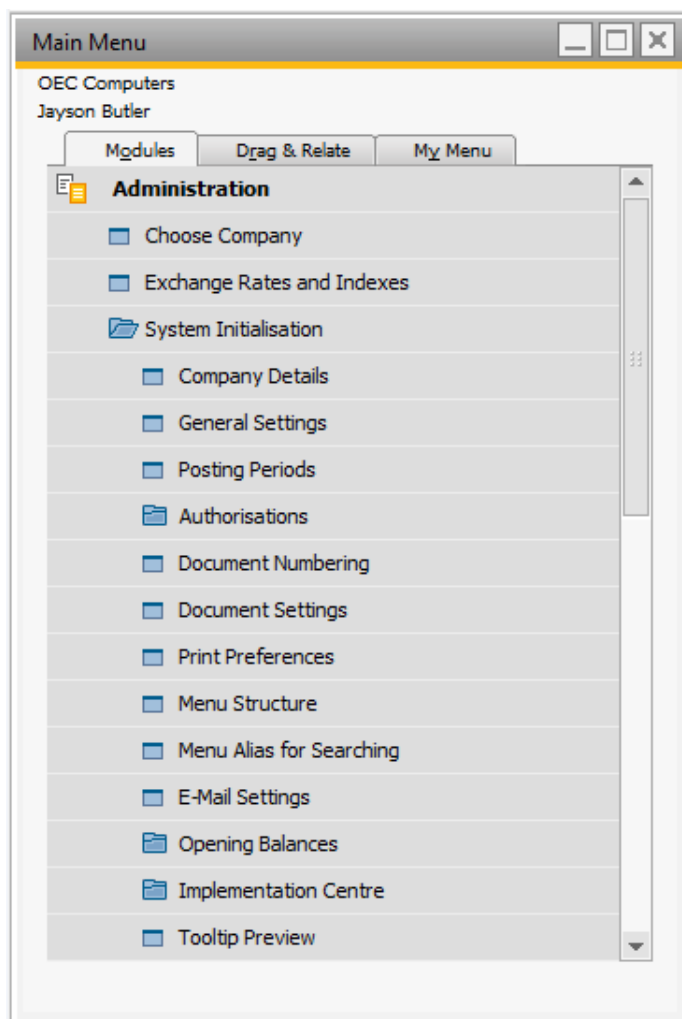 Main Menu
OEC Computers
Jayson Butler
Modules Drag & Relate My Menu
Administration
Choose Company
Exchange Rates and Indexes
System Initialisation
Company Details
General Settings
Posting Periods
Authorisations
Document Numbering
Document Settings
Print Preferences
Menu Structure
Menu Alias for Searching
E-Mail Settings
Opening Balances
Implementation Centre
Tooltip Preview